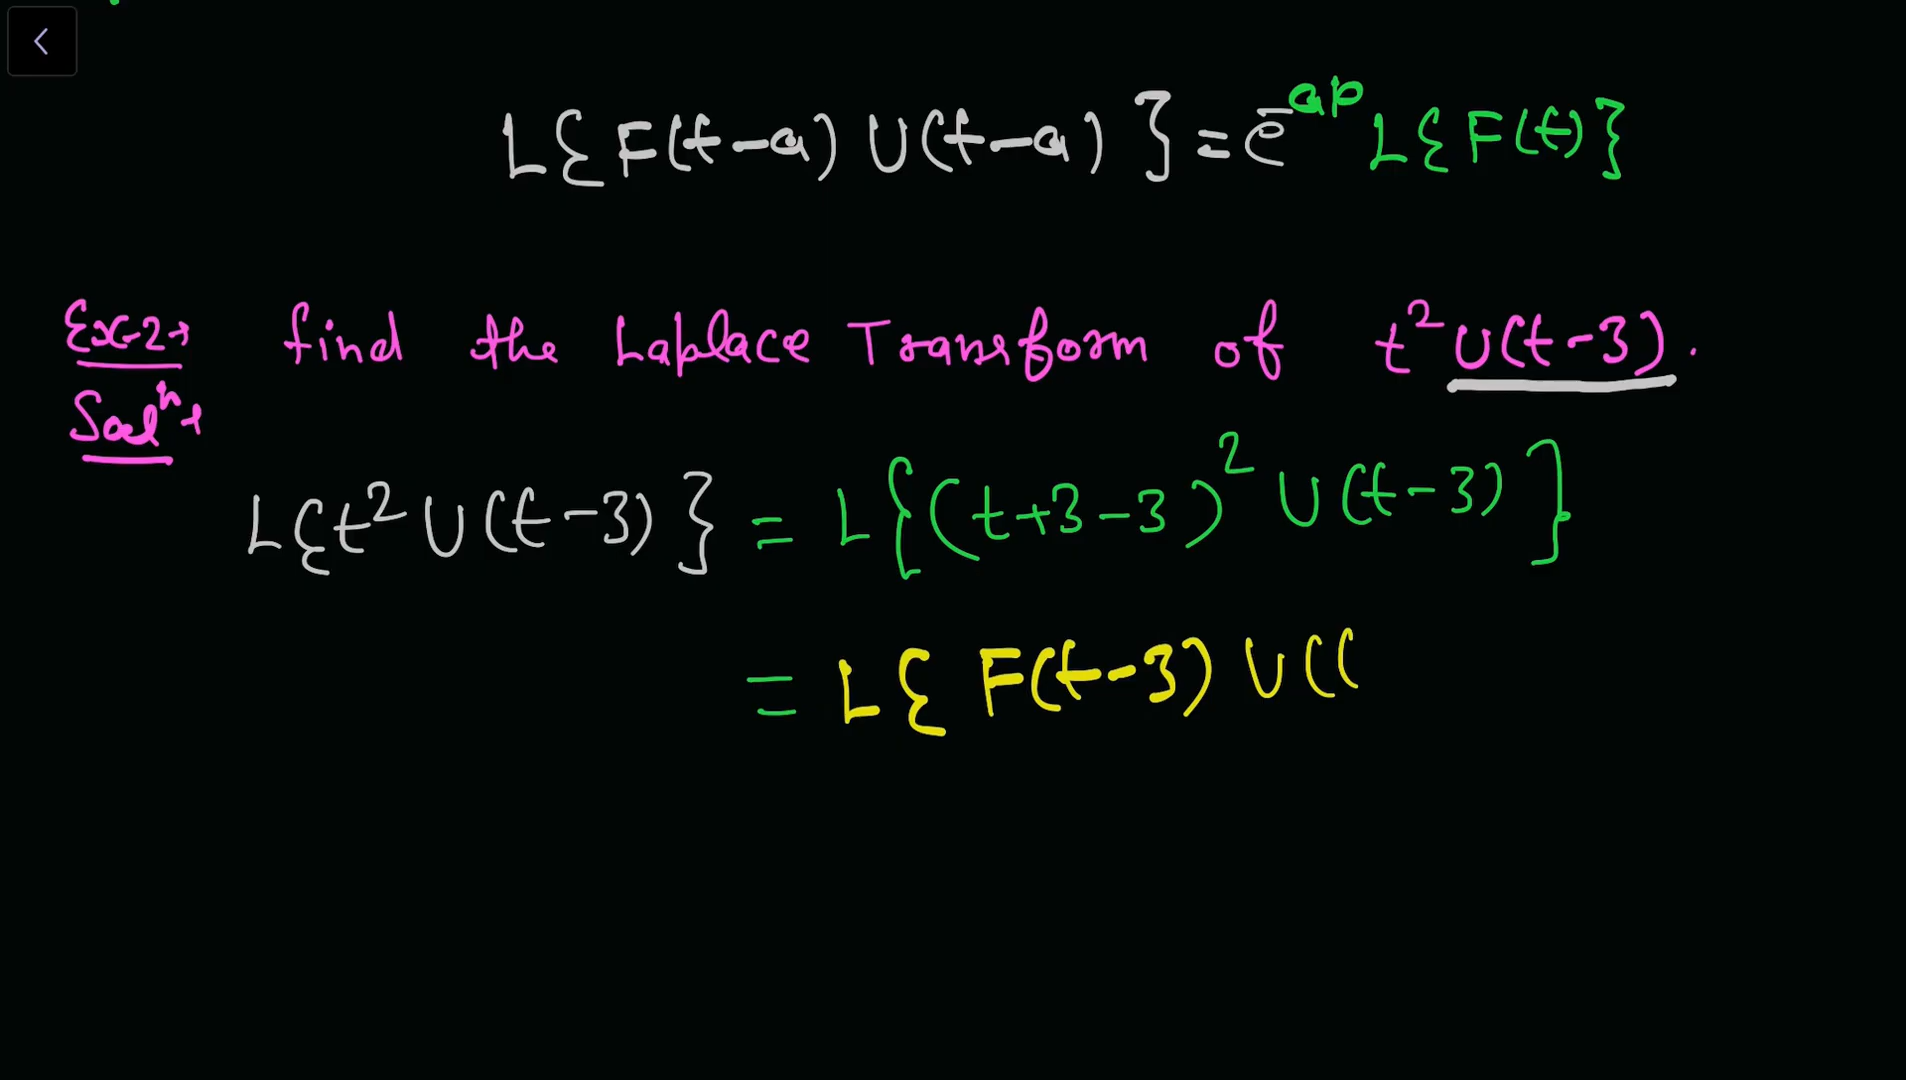 L{F(t-a) U(t-a)} = e^-ap L{F(t)}
Ex-2→ find the Laplace Transform of t² U(t-3).
Solⁿ→
L{t² U(t-3)} = L{(t+3-3)² U(t-3)}
= L{ F(t-3) U((